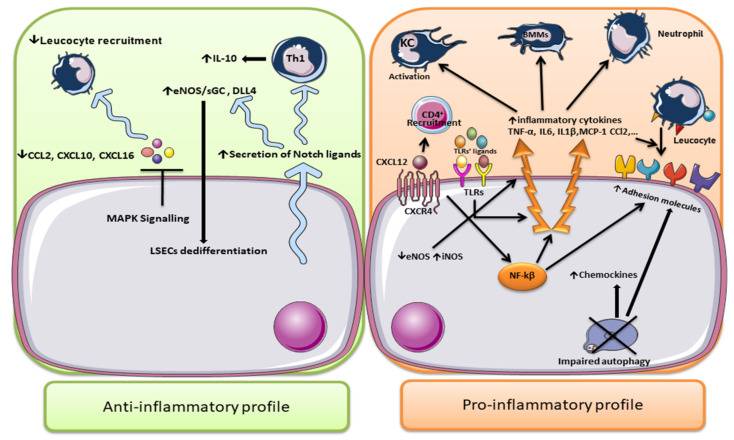 ↓Leucocyte recruitment
↑IL-10
Th1
↑eNOS/sGC , DLL4
↓CCL2, CXCL10, CXCL16
↑Secretion of Notch ligands
MAPK Signalling
LSECs dedifferentiation
Anti-inflammatory profile
KC
Activation
BMMs
Neutrophil
CD4⁺
Recruitment
↑inflammatory cytokines
TNF-α, IL6, IL1β,MCP-1 CCl2,...
Leucocyte
TLRs' ligands
CXCL12
TLRs
CXCR4
↑ Adhesion molecules
↓eNOS ↑iNOS
NF-kβ
↑Chemockines
Impaired autophagy
Pro-inflammatory profile